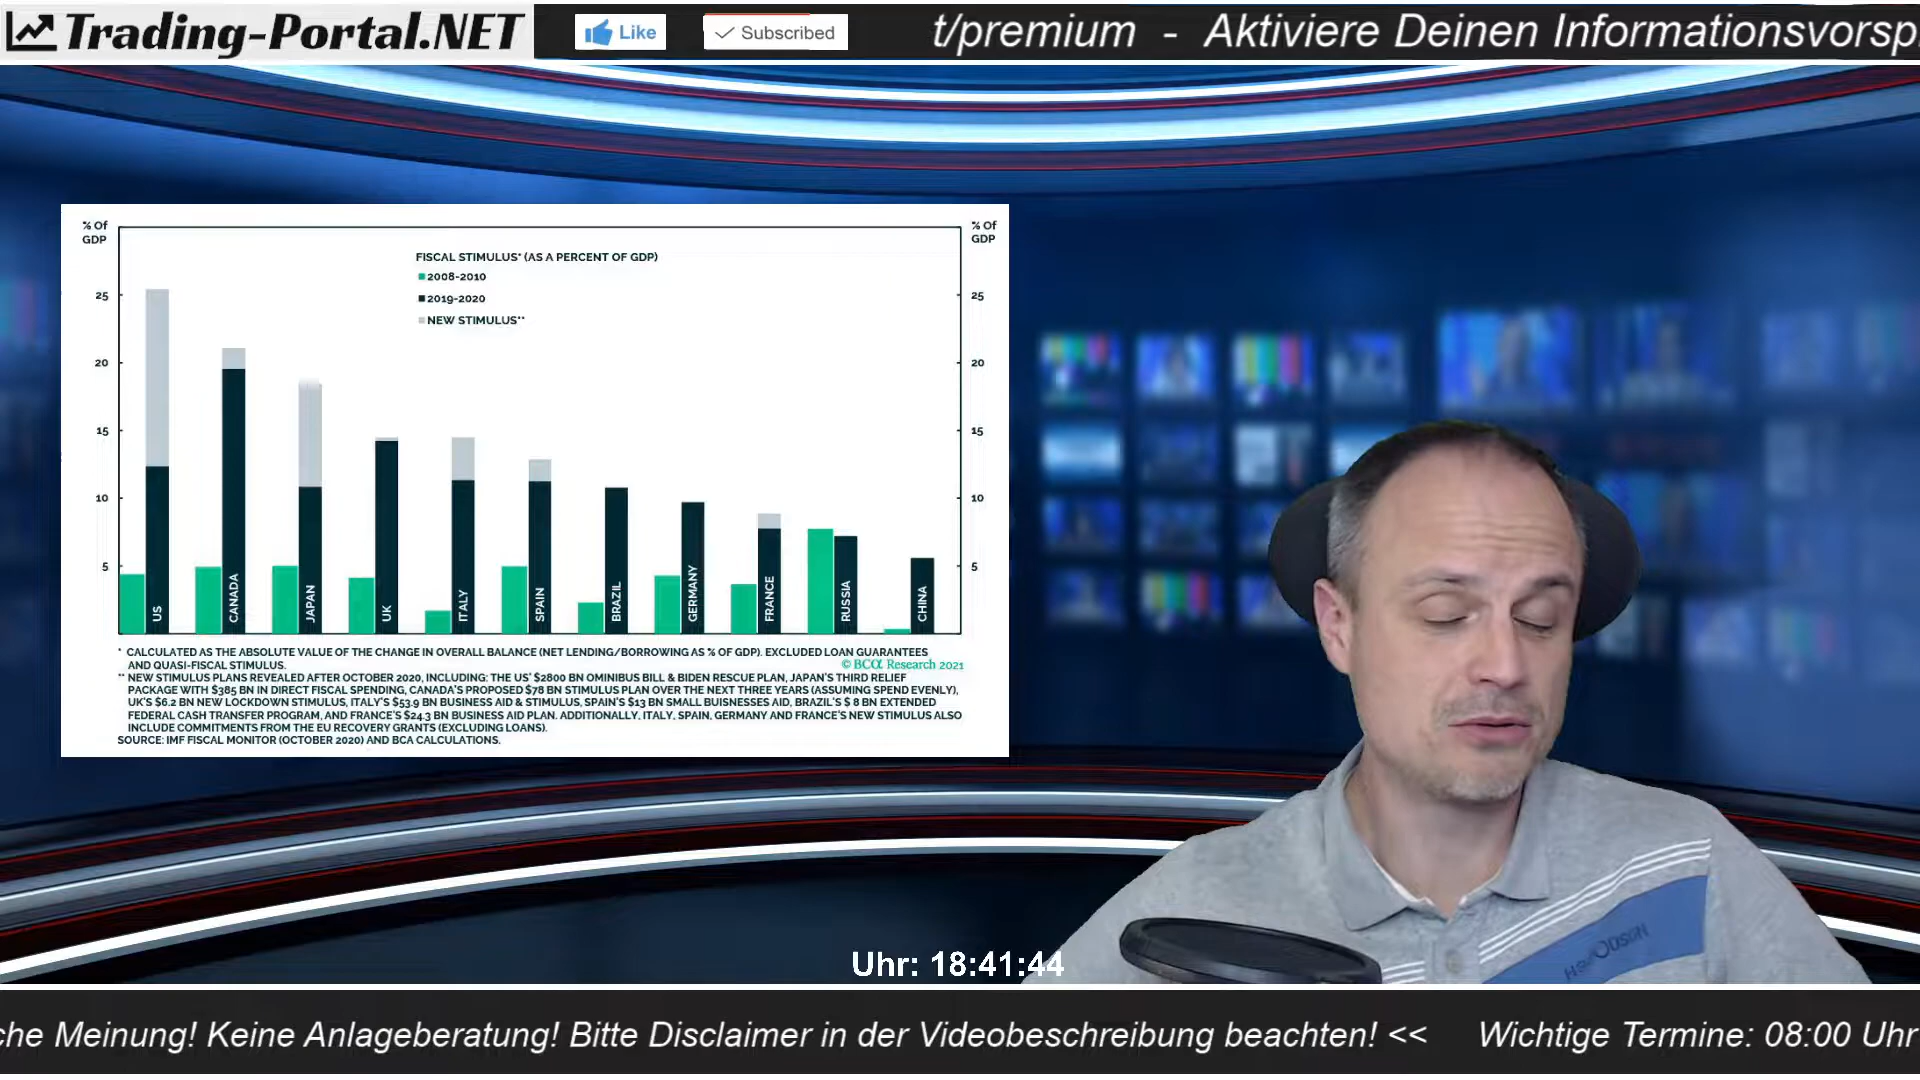 Trading-Portal.NET
Like
Subscribed
t/premium - Aktiviere Deinen Informationsvorsp
% Of
GDP
% Of
GDP
FISCAL STIMULUS* (AS A PERCENT OF GDP)
2008-2010
2019-2020
NEW STIMULUS**
25
25
20
20
15
15
10
10
5
5
US
CANADA
JAPAN
UK
ITALY
SPAIN
BRAZIL
GERMANY
FRANCE
RUSSIA
CHINA
* CALCULATED AS THE ABSOLUTE VALUE OF THE CHANGE IN OVERALL BALANCE (NET LENDING/BORROWING AS % OF GDP). EXCLUDED LOAN GUARANTEES
AND QUASI-FISCAL STIMULUS.
© BCα Research 2021
** NEW STIMULUS PLANS REVEALED AFTER OCTOBER 2020, INCLUDING: THE US' $2800 BN OMINIBUS BILL & BIDEN RESCUE PLAN, JAPAN'S THIRD RELIEF
PACKAGE WITH $385 BN IN DIRECT FISCAL SPENDING, CANADA'S PROPOSED $78 BN STIMULUS PLAN OVER THE NEXT THREE YEARS (ASSUMING SPEND EVENLY),
UK'S $6.2 BN NEW LOCKDOWN STIMULUS, ITALY'S $53.9 BN BUSINESS AID & STIMULUS, SPAIN'S $13 BN SMALL BUISNESSES AID, BRAZIL'S $ 8 BN EXTENDED
FEDERAL CASH TRANSFER PROGRAM, AND FRANCE'S $24.3 BN BUSINESS AID PLAN. ADDITIONALLY, ITALY, SPAIN, GERMANY AND FRANCE'S NEW STIMULUS ALSO
INCLUDE COMMITMENTS FROM THE EU RECOVERY GRANTS (EXCLUDING LOANS).
SOURCE: IMF FISCAL MONITOR (OCTOBER 2020) AND BCA CALCULATIONS.
Uhr: 18:41:44
che Meinung! Keine Anlageberatung! Bitte Disclaimer in der Videobeschreibung beachten! << Wichtige Termine: 08:00 Uhr